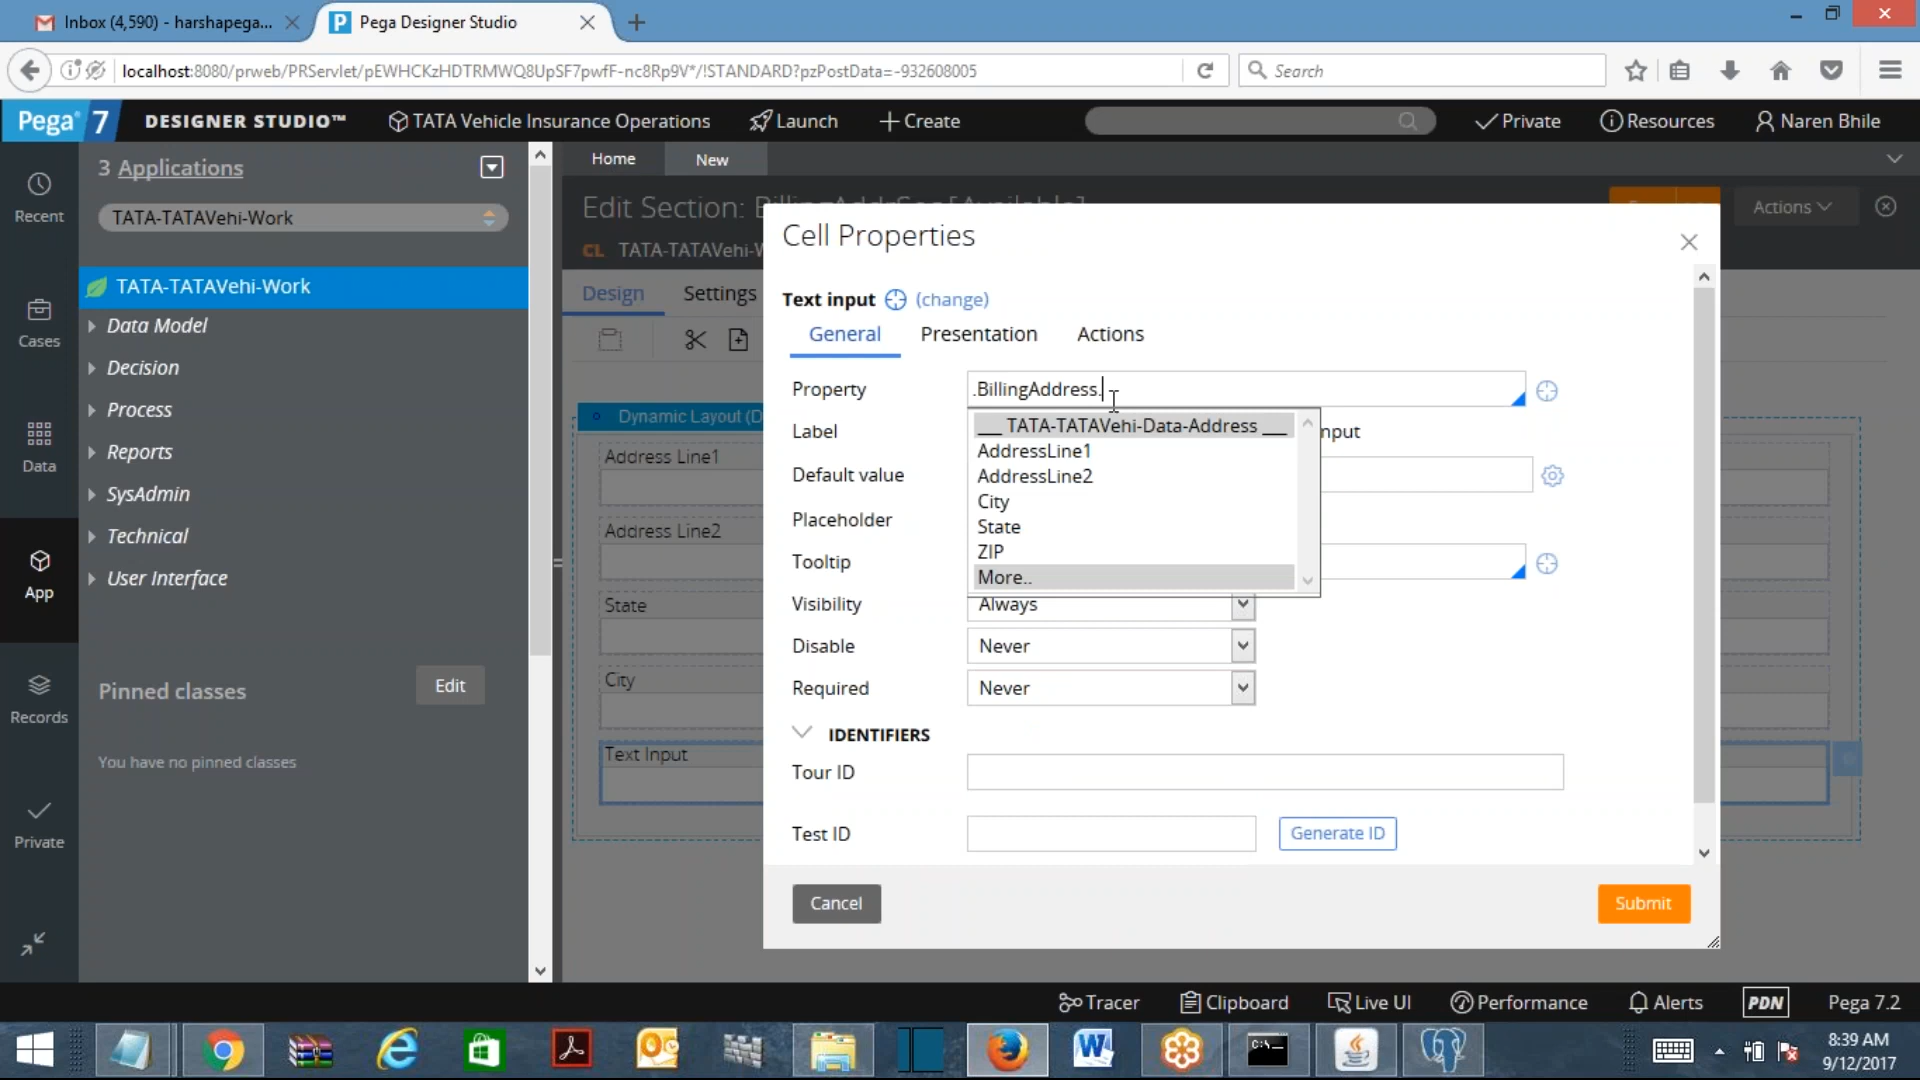 Inbox (4,590) - harshapega...
Pega Designer Studio
localhost:8080/prweb/PRServlet/pEWHCKzHDTRMWQ8UpSF7pwfF-nc8Rp9V*/!STANDARD?pzPostData=-932608005
Search
Pega 7 DESIGNER STUDIO™ TATA Vehicle Insurance Operations Launch Create Private Resources Naren Bhile
3 Applications
Home New
TATA-TATAVehi-Work
Edit Section: Actions
CL TATA-TATAVehi-W
Recent
Cases
Data
App
Records
Private
TATA-TATAVehi-Work
Data Model
Decision
Process
Reports
SysAdmin
Technical
User Interface
Pinned classes Edit
You have no pinned classes
Design Settings
Dynamic Layout (D
Address Line1
Address Line2
State
City
Text Input
Cell Properties
Text input (change)
General Presentation Actions
Property .BillingAddress.
Label nput
Default value
Placeholder
Tooltip
Visibility Always
Disable Never
Required Never
___ TATA-TATAVehi-Data-Address ___
AddressLine1
AddressLine2
City
State
ZIP
More..
IDENTIFIERS
Tour ID
Test ID Generate ID
Cancel Submit
Tracer Clipboard Live UI Performance Alerts PDN Pega 7.2
8:39 AM
9/12/2017